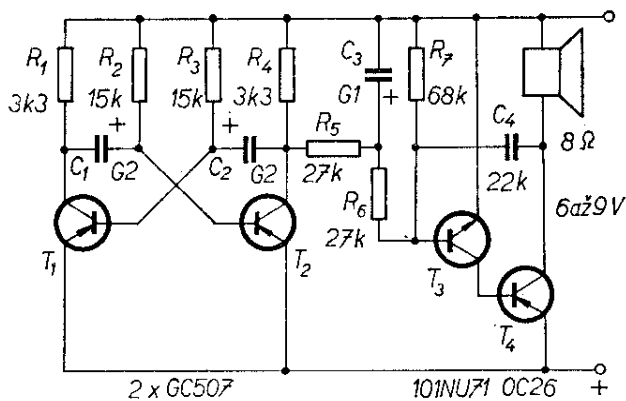 R1
3k3
R2
15k
R3
15k
R4
3k3
C3
G1
+
R7
68k
C4
22k
8Ω
+
C1
G2
+
C2
G2
R5
27k
R6
27k
6až9V
T1
T2
T3
T4
2 x GC507
101NU71 OC26
+